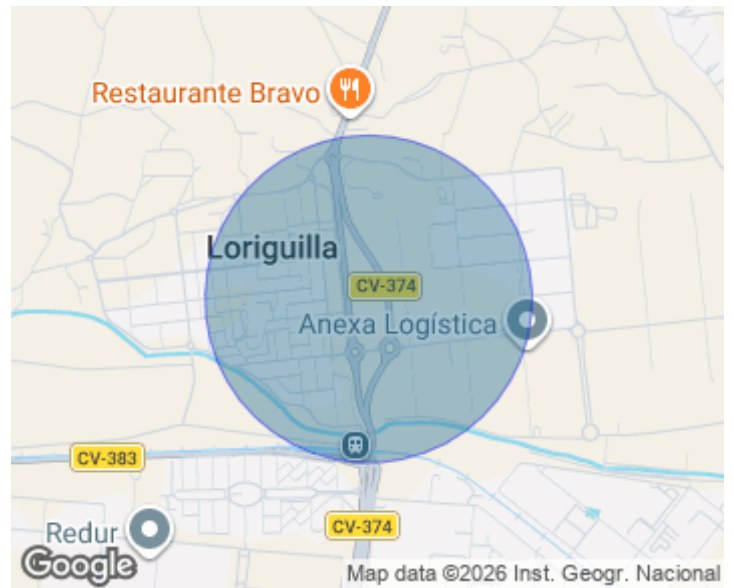 Restaurante Bravo
Loriguilla
CV-374
Anexa Logística
CV-383
CV-374
Redur
Google
Map data ©2026 Inst. Geogr. Nacional